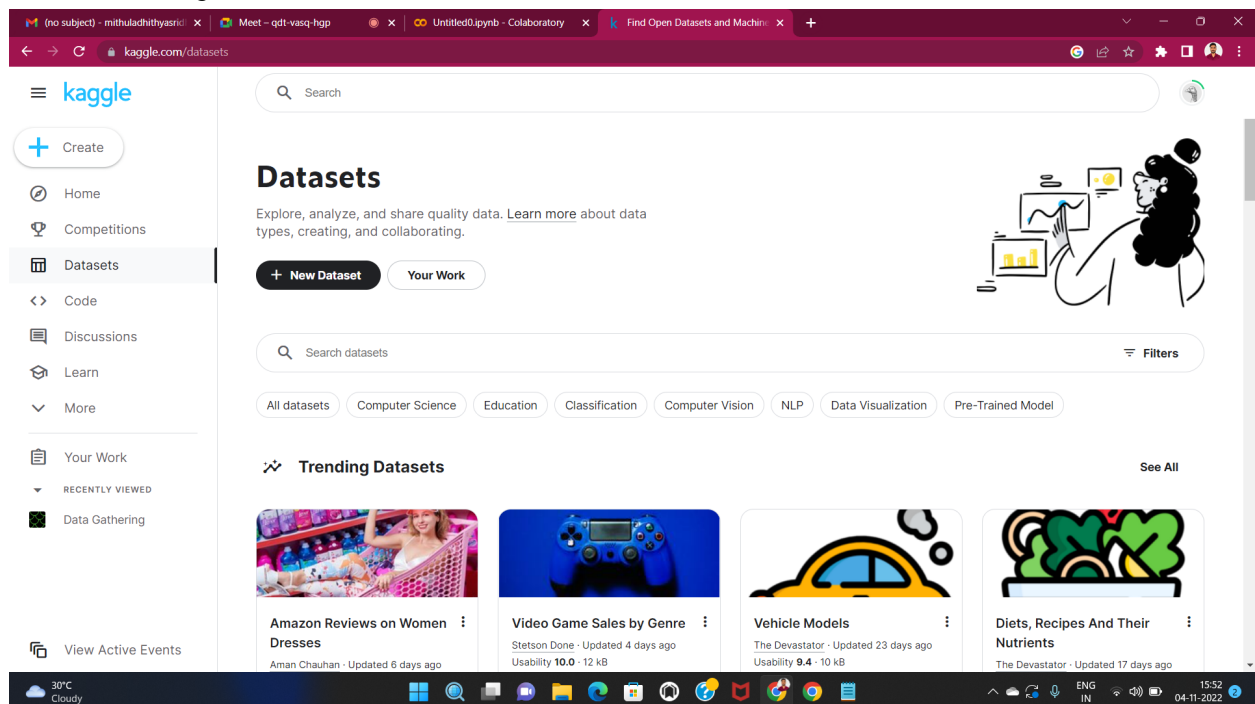 (no subject) - mithuladhithyasrid
Meet – qdt-vasq-hgp
Untitled0.ipynb - Colaboratory
Find Open Datasets and Machine
kaggle.com/datasets
kaggle
Search
Create
Home
Competitions
Datasets
Code
Discussions
Learn
More
Your Work
RECENTLY VIEWED
Data Gathering
View Active Events
Datasets
Explore, analyze, and share quality data. Learn more about data
types, creating, and collaborating.
New Dataset
Your Work
Search datasets
Filters
All datasets
Computer Science
Education
Classification
Computer Vision
NLP
Data Visualization
Pre-Trained Model
Trending Datasets
See All
Amazon Reviews on Women
Dresses
Aman Chauhan · Updated 6 days ago
Video Game Sales by Genre
Stetson Done · Updated 4 days ago
Usability 10.0 · 12 kB
Vehicle Models
The Devastator · Updated 23 days ago
Usability 9.4 · 10 kB
Diets, Recipes And Their
Nutrients
The Devastator · Updated 17 days ago
30°C
Cloudy
ENG
IN
15:52
04-11-2022
2